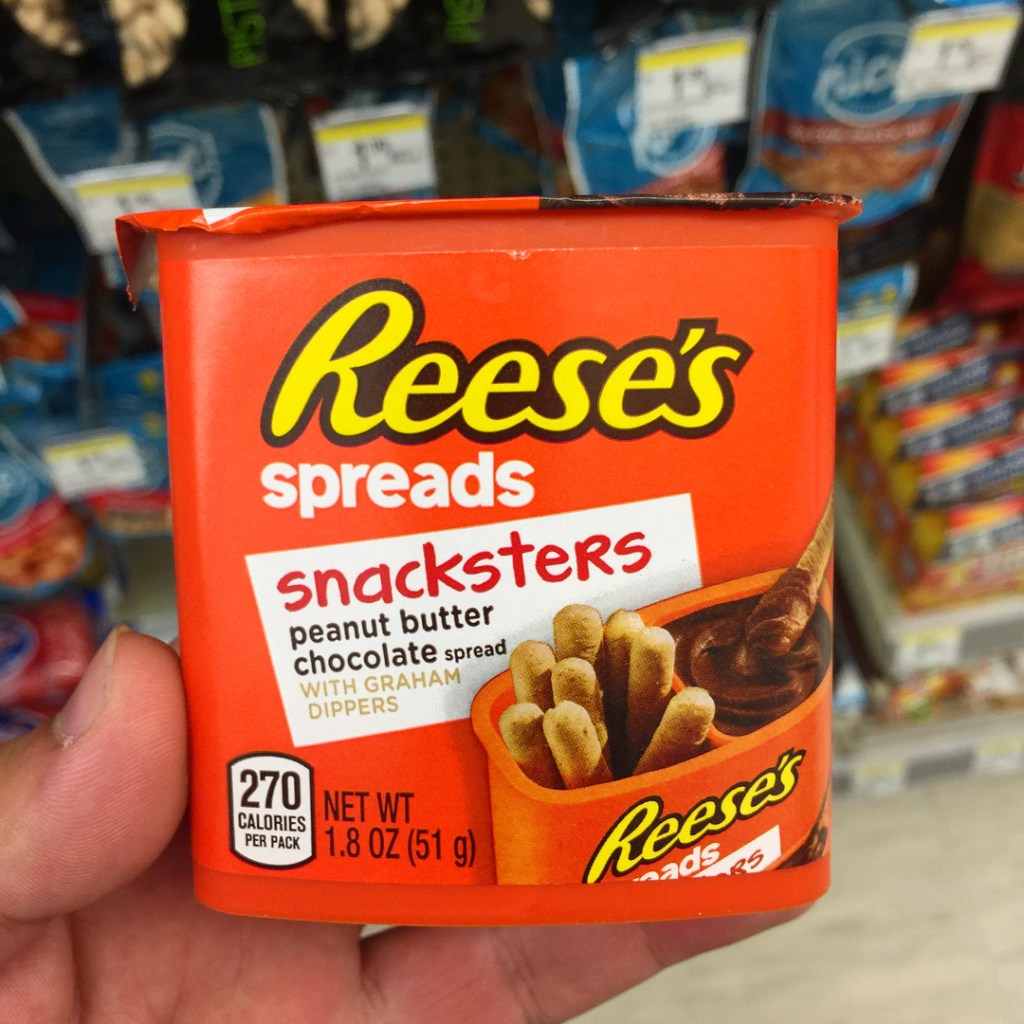 Reese's
spreads
snacksters
peanut butter
chocolate spread
WITH GRAHAM
DIPPERS
270
CALORIES
PER PACK
NET WT
1.8 OZ (51 g)
Reese's